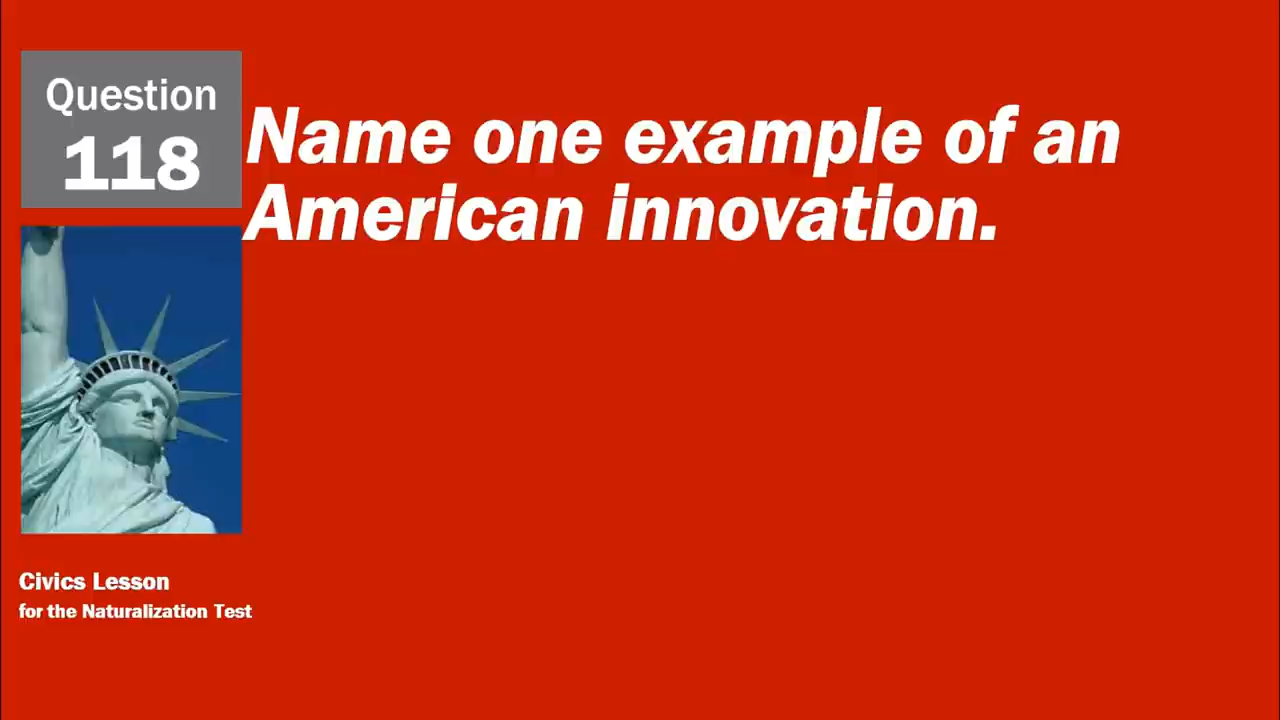 Question
118
Name one example of an
American innovation.
Civics Lesson
for the Naturalization Test